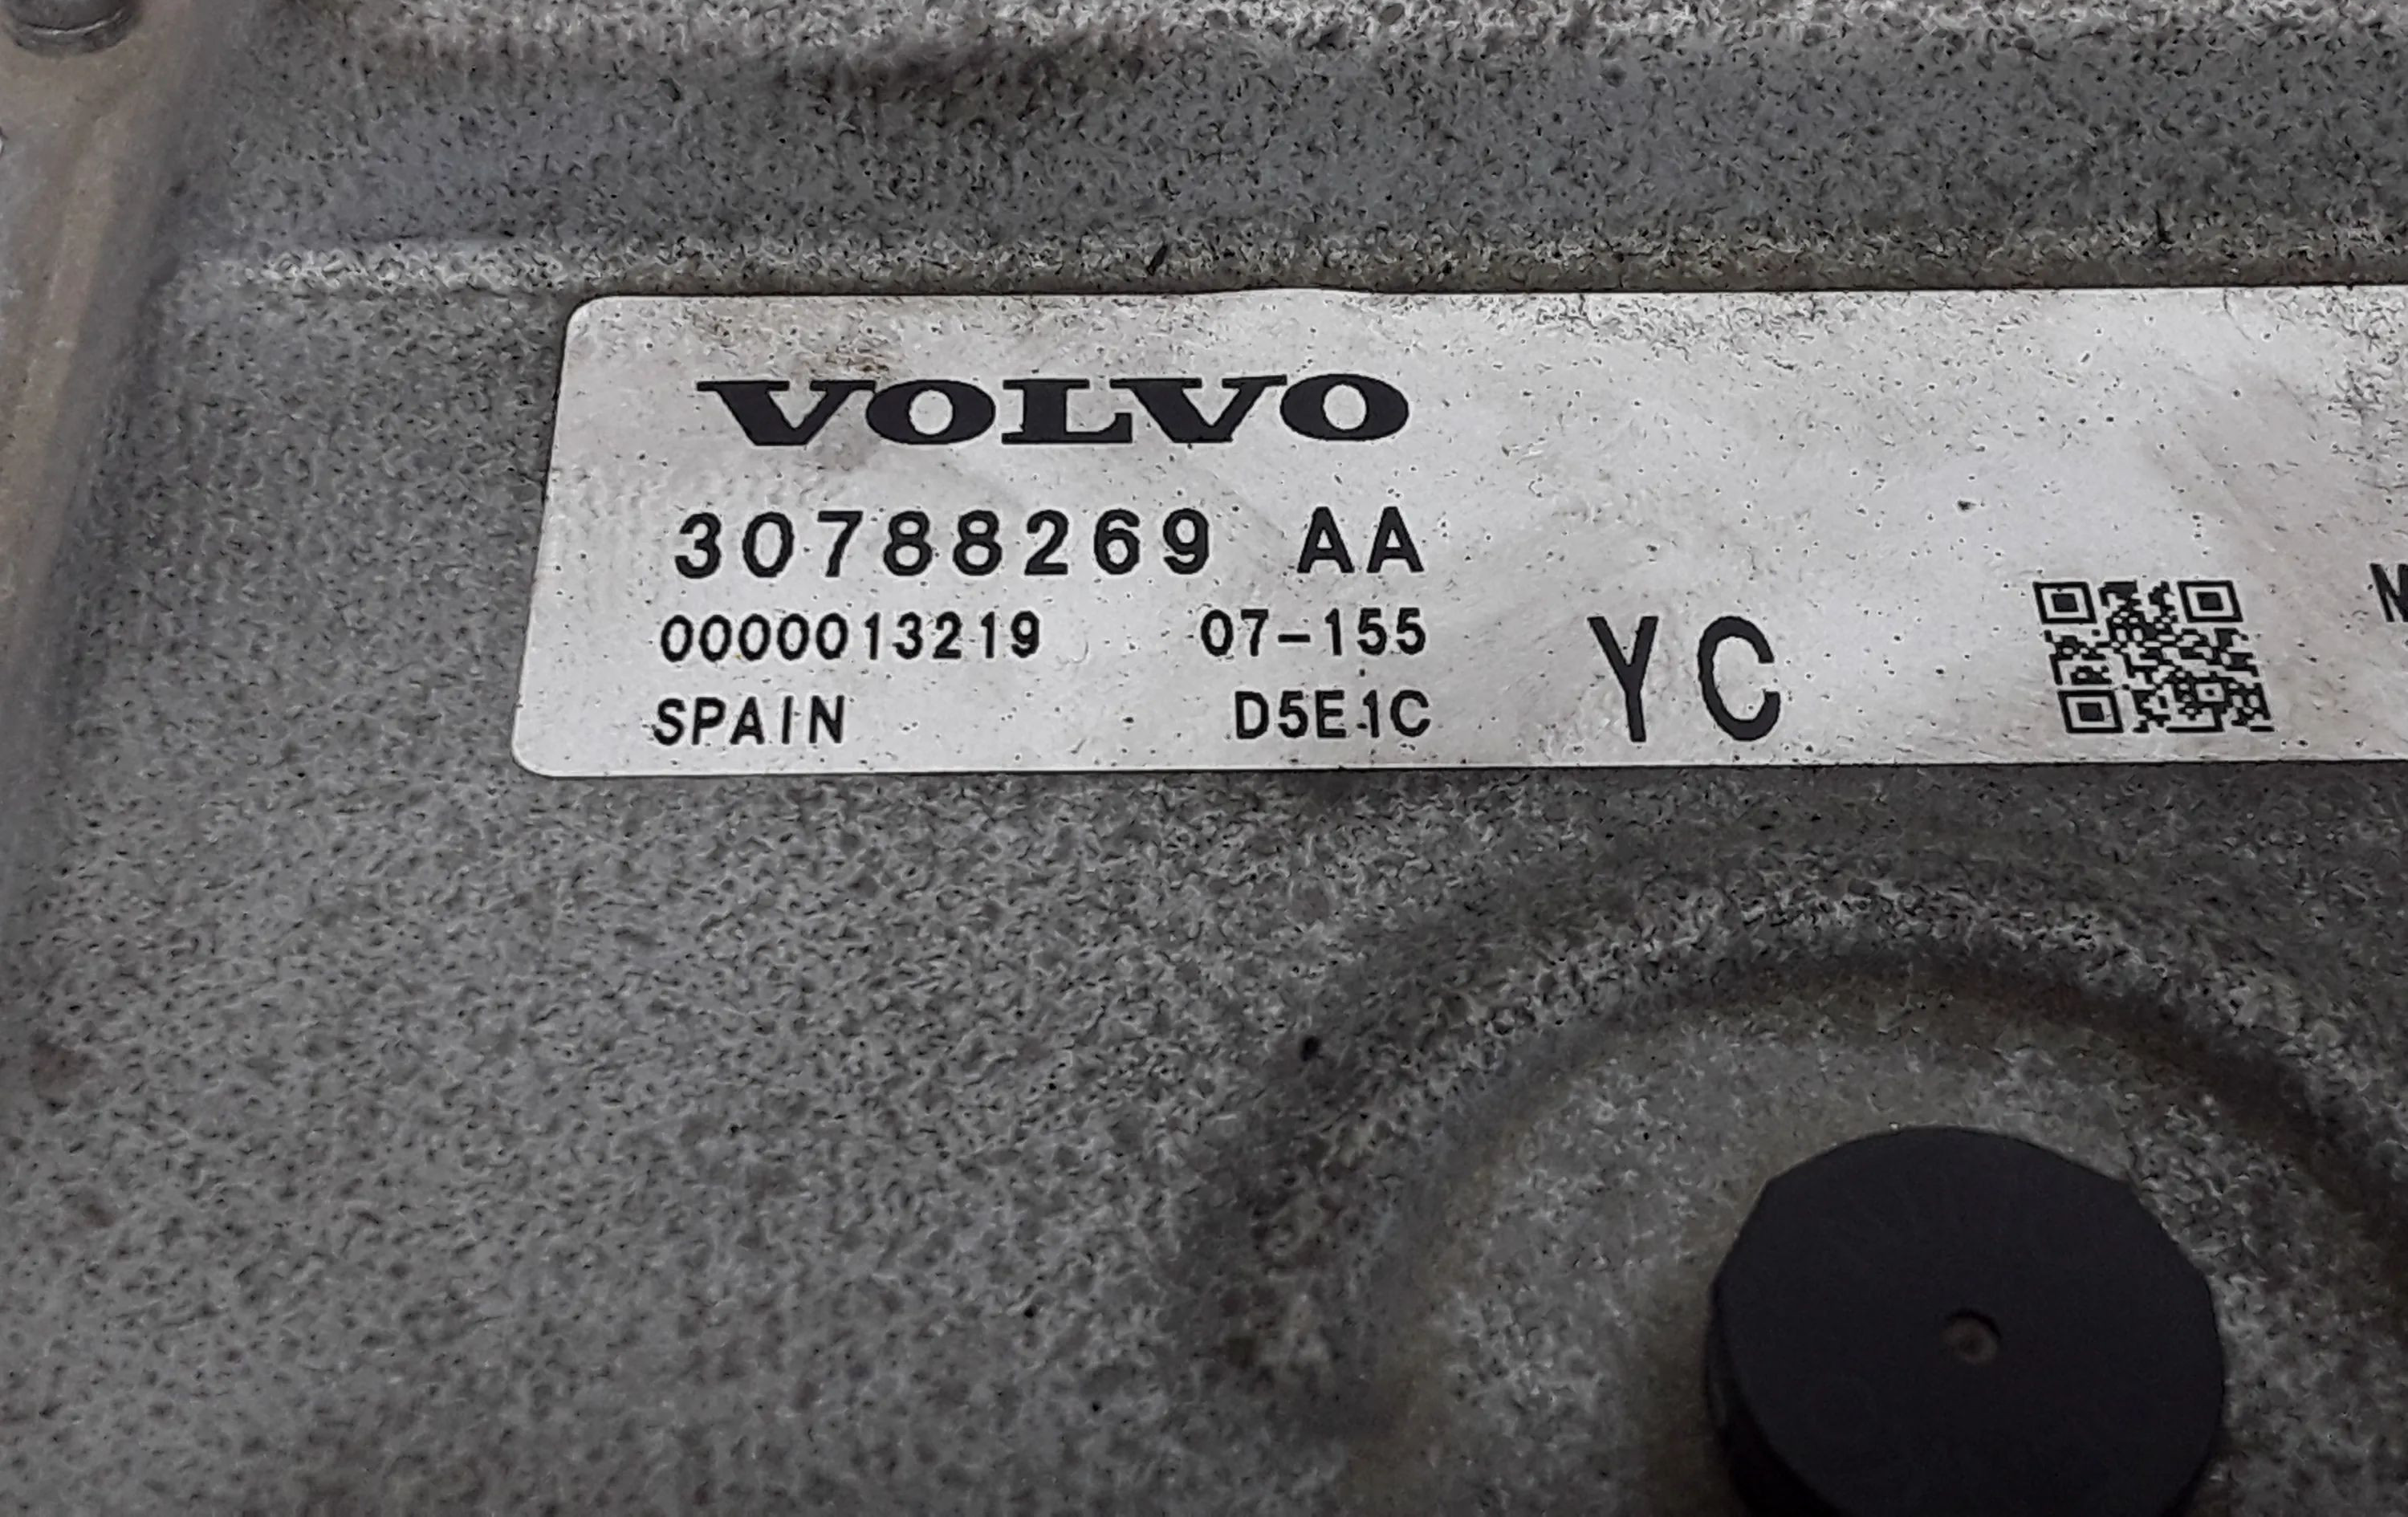 VOLVO
30788269 AA
0000013219 07-155
SPAIN D5E1C YC